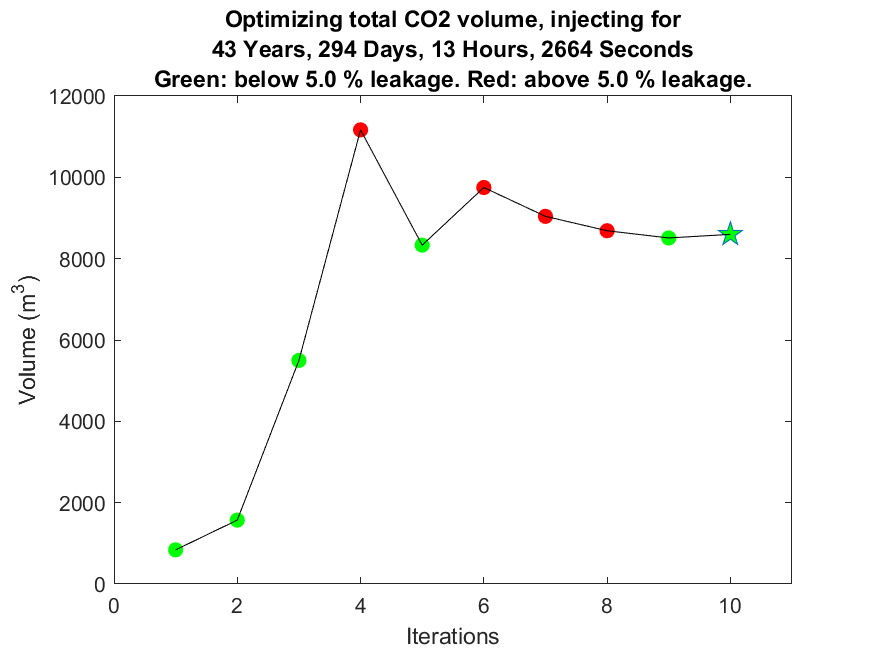 Optimizing total CO2 volume, injecting for
43 Years, 294 Days, 13 Hours, 2664 Seconds
Green: below 5.0 % leakage. Red: above 5.0 % leakage.
12000
10000
8000
6000
4000
2000
0
Volume (m³)
0 2 4 6 8 10
Iterations